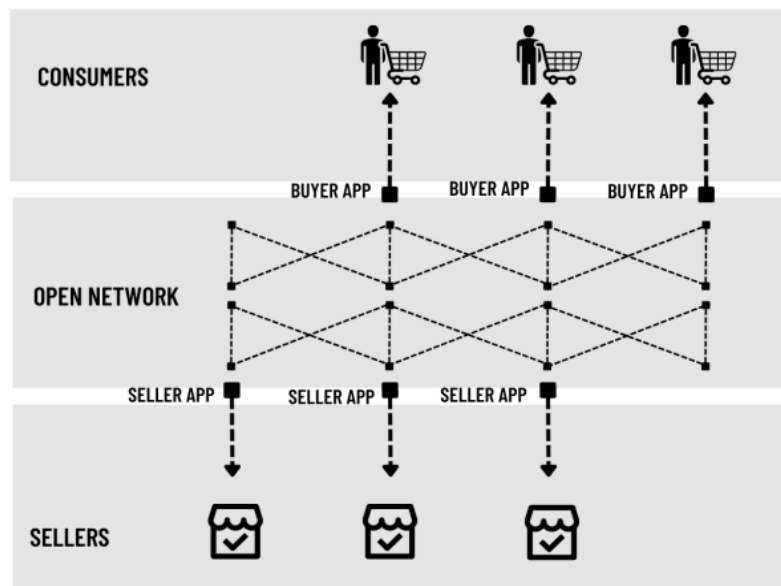 CONSUMERS
BUYER APP
BUYER APP
BUYER APP
OPEN NETWORK
SELLER APP
SELLER APP
SELLER APP
SELLERS